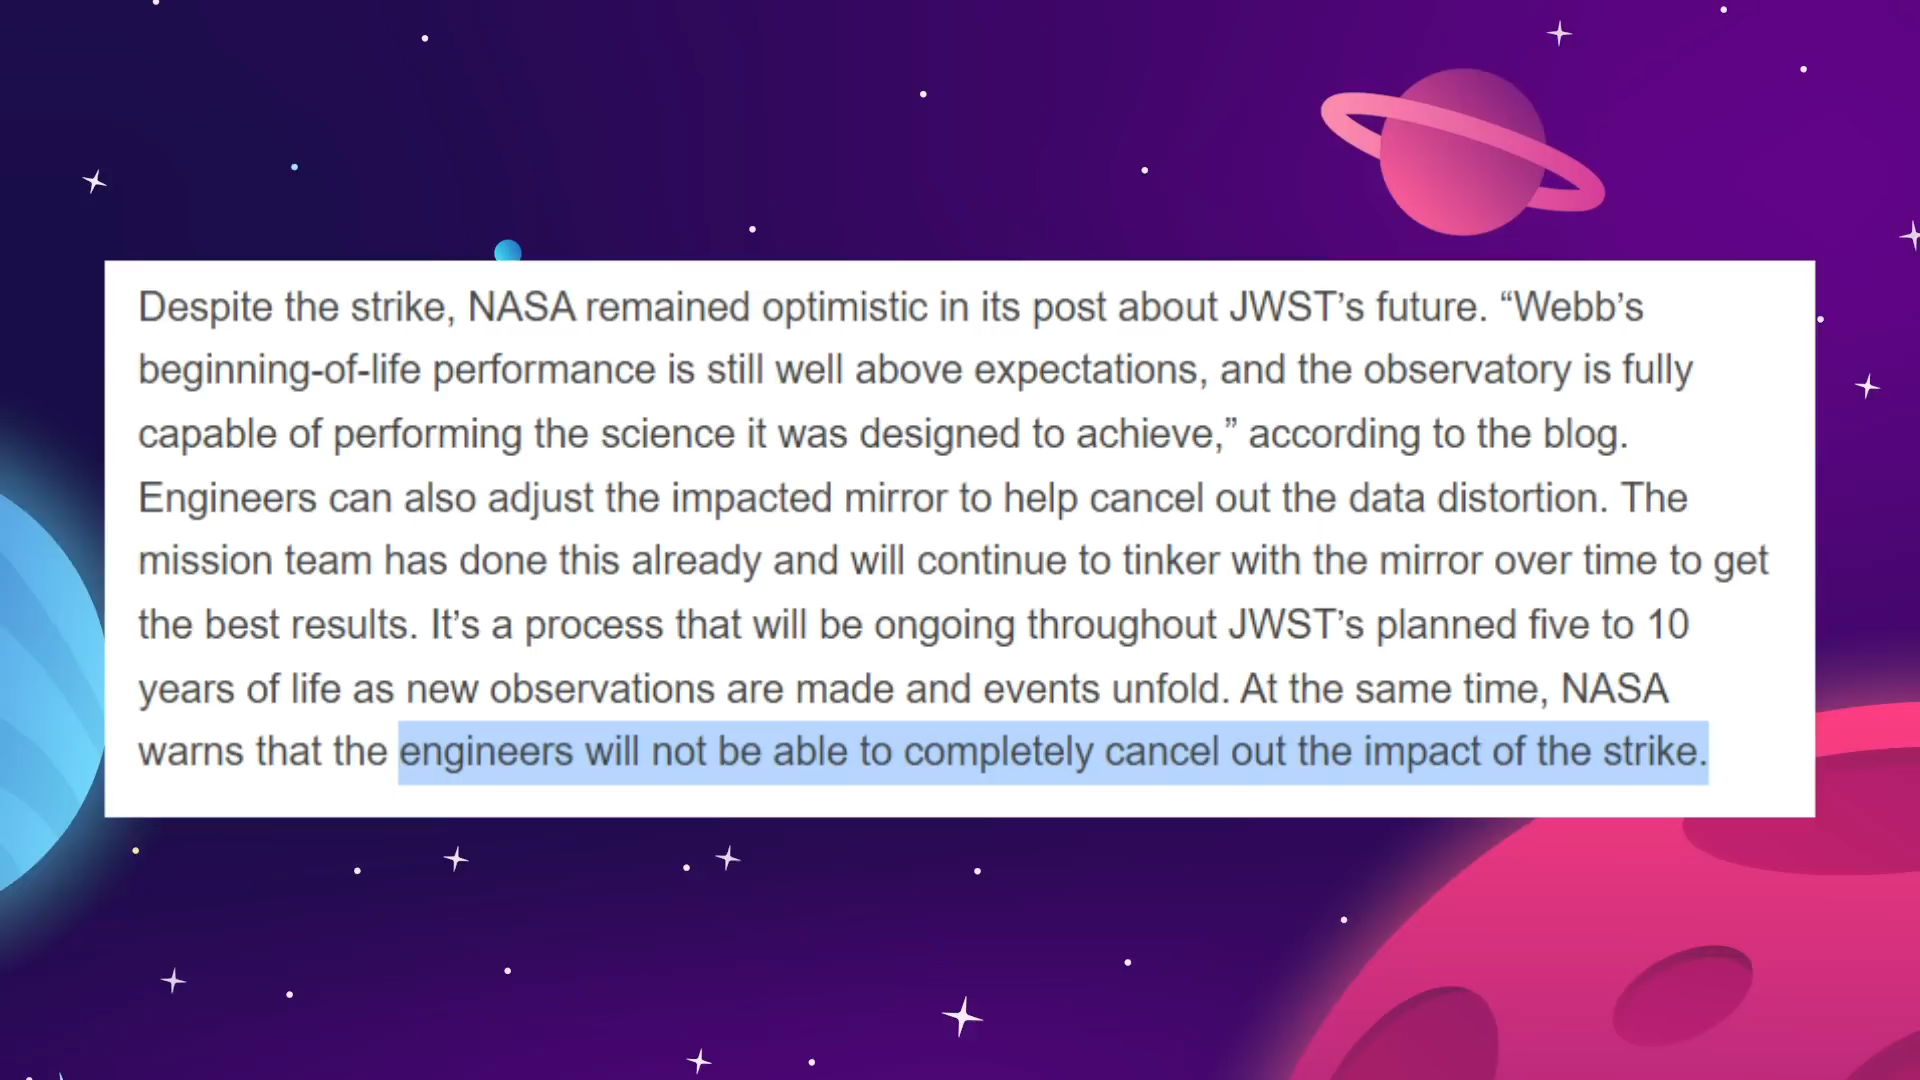 Despite the strike, NASA remained optimistic in its post about JWST’s future. “Webb’s
beginning-of-life performance is still well above expectations, and the observatory is fully
capable of performing the science it was designed to achieve,” according to the blog.
Engineers can also adjust the impacted mirror to help cancel out the data distortion. The
mission team has done this already and will continue to tinker with the mirror over time to get
the best results. It’s a process that will be ongoing throughout JWST’s planned five to 10
years of life as new observations are made and events unfold. At the same time, NASA
warns that the engineers will not be able to completely cancel out the impact of the strike.